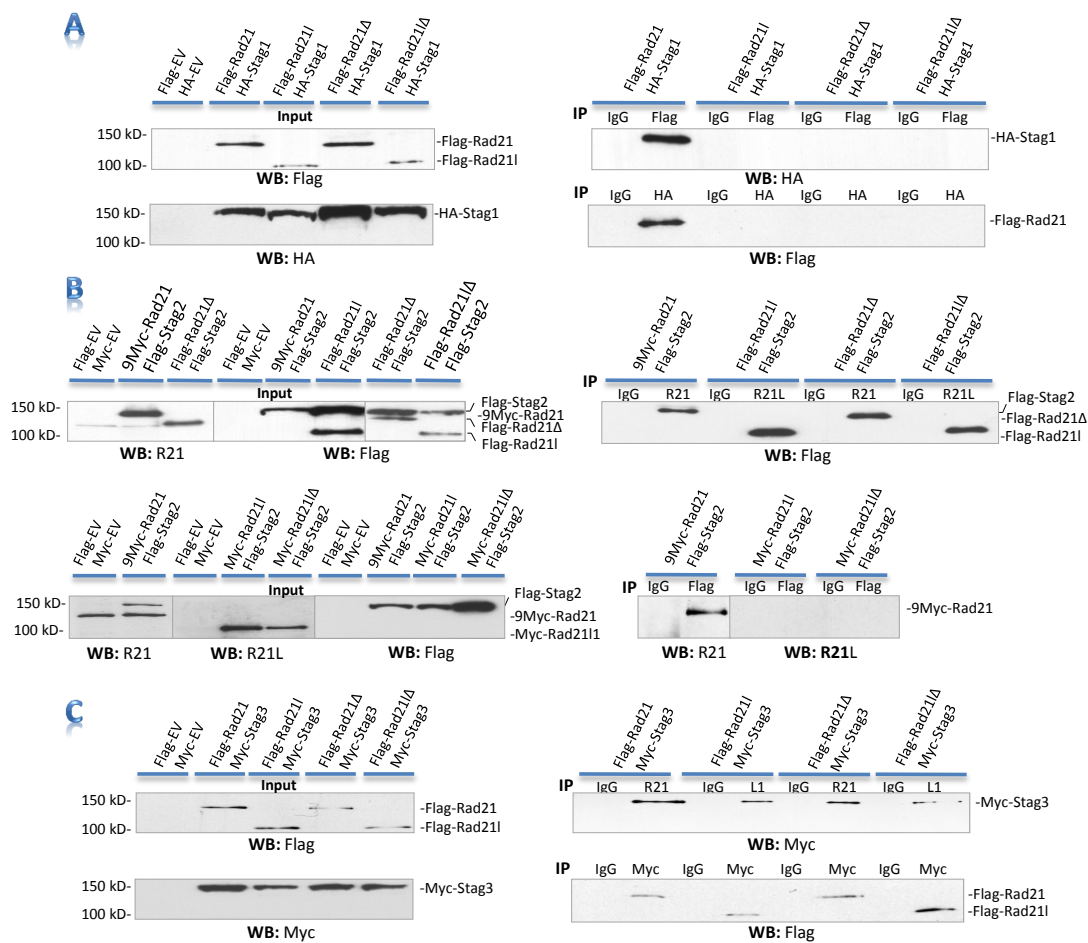 A
Flag-EV
HA-EV
Flag-Rad21
HA-Stag1
Flag-Rad21l
HA-Stag1
Flag-Rad21Δ
HA-Stag1
Flag-Rad21lΔ
HA-Stag1
Input
150 kD-
100 kD-
-Flag-Rad21
-Flag-Rad21l
WB: Flag
150 kD-
100 kD-
-HA-Stag1
WB: HA
Flag-Rad21
HA-Stag1
Flag-Rad21l
HA-Stag1
Flag-Rad21Δ
HA-Stag1
Flag-Rad21lΔ
HA-Stag1
IP IgG Flag IgG Flag IgG Flag IgG Flag
-HA-Stag1
WB: HA
IP IgG HA IgG HA IgG HA IgG HA
-Flag-Rad21
WB: Flag
B
Flag-EV
Myc-EV
9Myc-Rad21
Flag-Stag2
Flag-Rad21Δ
Flag-Stag2
Flag-EV
Myc-EV
9Myc-Rad21
Flag-Stag2
Flag-Rad21l
Flag-Stag2
Flag-Rad21Δ
Flag-Stag2
Flag-Rad21lΔ
Flag-Stag2
Input
150 kD-
100 kD-
Flag-Stag2
-9Myc-Rad21
Flag-Rad21Δ
Flag-Rad21l
WB: R21
WB: Flag
9Myc-Rad21
Flag-Stag2
Flag-Rad21l
Flag-Stag2
Flag-Rad21Δ
Flag-Stag2
Flag-Rad21lΔ
Flag-Stag2
IP IgG R21 IgG R21L IgG R21 IgG R21L
Flag-Stag2
-Flag-Rad21Δ
-Flag-Rad21l
WB: Flag
Flag-EV
Myc-EV
9Myc-Rad21
Flag-Stag2
Flag-EV
Myc-EV
Myc-Rad21l
Flag-Stag2
Myc-Rad21lΔ
Flag-Stag2
Flag-EV
Myc-EV
9Myc-Rad21
Flag-Stag2
Myc-Rad21l
Flag-Stag2
Myc-Rad21lΔ
Flag-Stag2
Input
150 kD-
100 kD-
Flag-Stag2
-9Myc-Rad21
-Myc-Rad21l1
WB: R21
WB: R21L
WB: Flag
9Myc-Rad21
Flag-Stag2
Myc-Rad21l
Flag-Stag2
Myc-Rad21lΔ
Flag-Stag2
IP IgG Flag IgG Flag IgG Flag
-9Myc-Rad21
WB: R21
WB: R21L
C
Flag-EV
Myc-EV
Flag-Rad21
Myc-Stag3
Flag-Rad21l
Myc-Stag3
Flag-Rad21Δ
Myc-Stag3
Flag-Rad21lΔ
Myc-Stag3
Input
150 kD-
100 kD-
-Flag-Rad21
-Flag-Rad21l
WB: Flag
150 kD-
100 kD-
-Myc-Stag3
WB: Myc
Flag-Rad21
Myc-Stag3
Flag-Rad21l
Myc-Stag3
Flag-Rad21Δ
Myc-Stag3
Flag-Rad21lΔ
Myc-Stag3
IP IgG R21 IgG L1 IgG R21 IgG L1
-Myc-Stag3
WB: Myc
IP IgG Myc IgG Myc IgG Myc IgG Myc
-Flag-Rad21
-Flag-Rad21l
WB: Flag